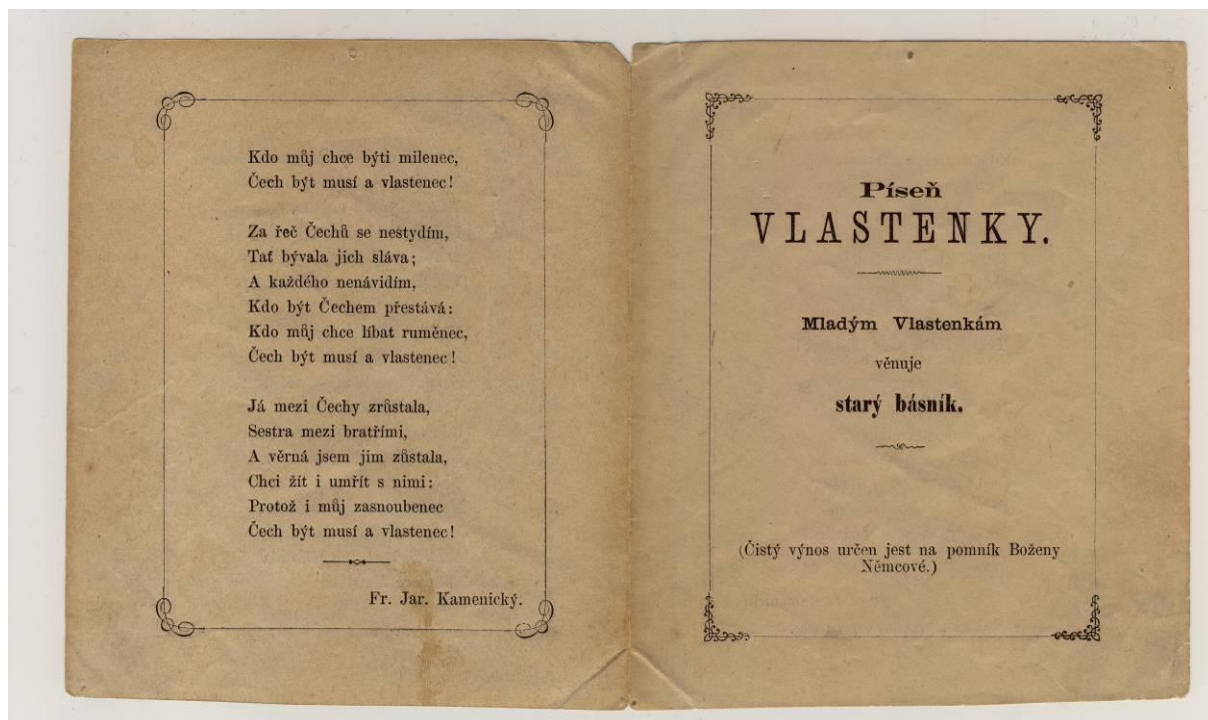 Kdo můj chce býti milenec,
Čech být musí a vlastenec!
Za řeč Čechů se nestydím,
Tať bývala jich sláva;
A každého nenávidím,
Kdo být Čechem přestává:
Kdo můj chce líbat ruměnec,
Čech být musí a vlastenec!
Já mezi Čechy zrůstala,
Sestra mezi bratřími,
A věrná jsem jim zůstala,
Chci žít i umřít s nimi:
Protož i můj zasnoubenec
Čech být musí a vlastenec!
Fr. Jar. Kamenický.
Píseň
VLASTENKY.
Mladým Vlastenkám
věnuje
starý básník.
(Čistý výnos určen jest na pomník Boženy
Němcové.)